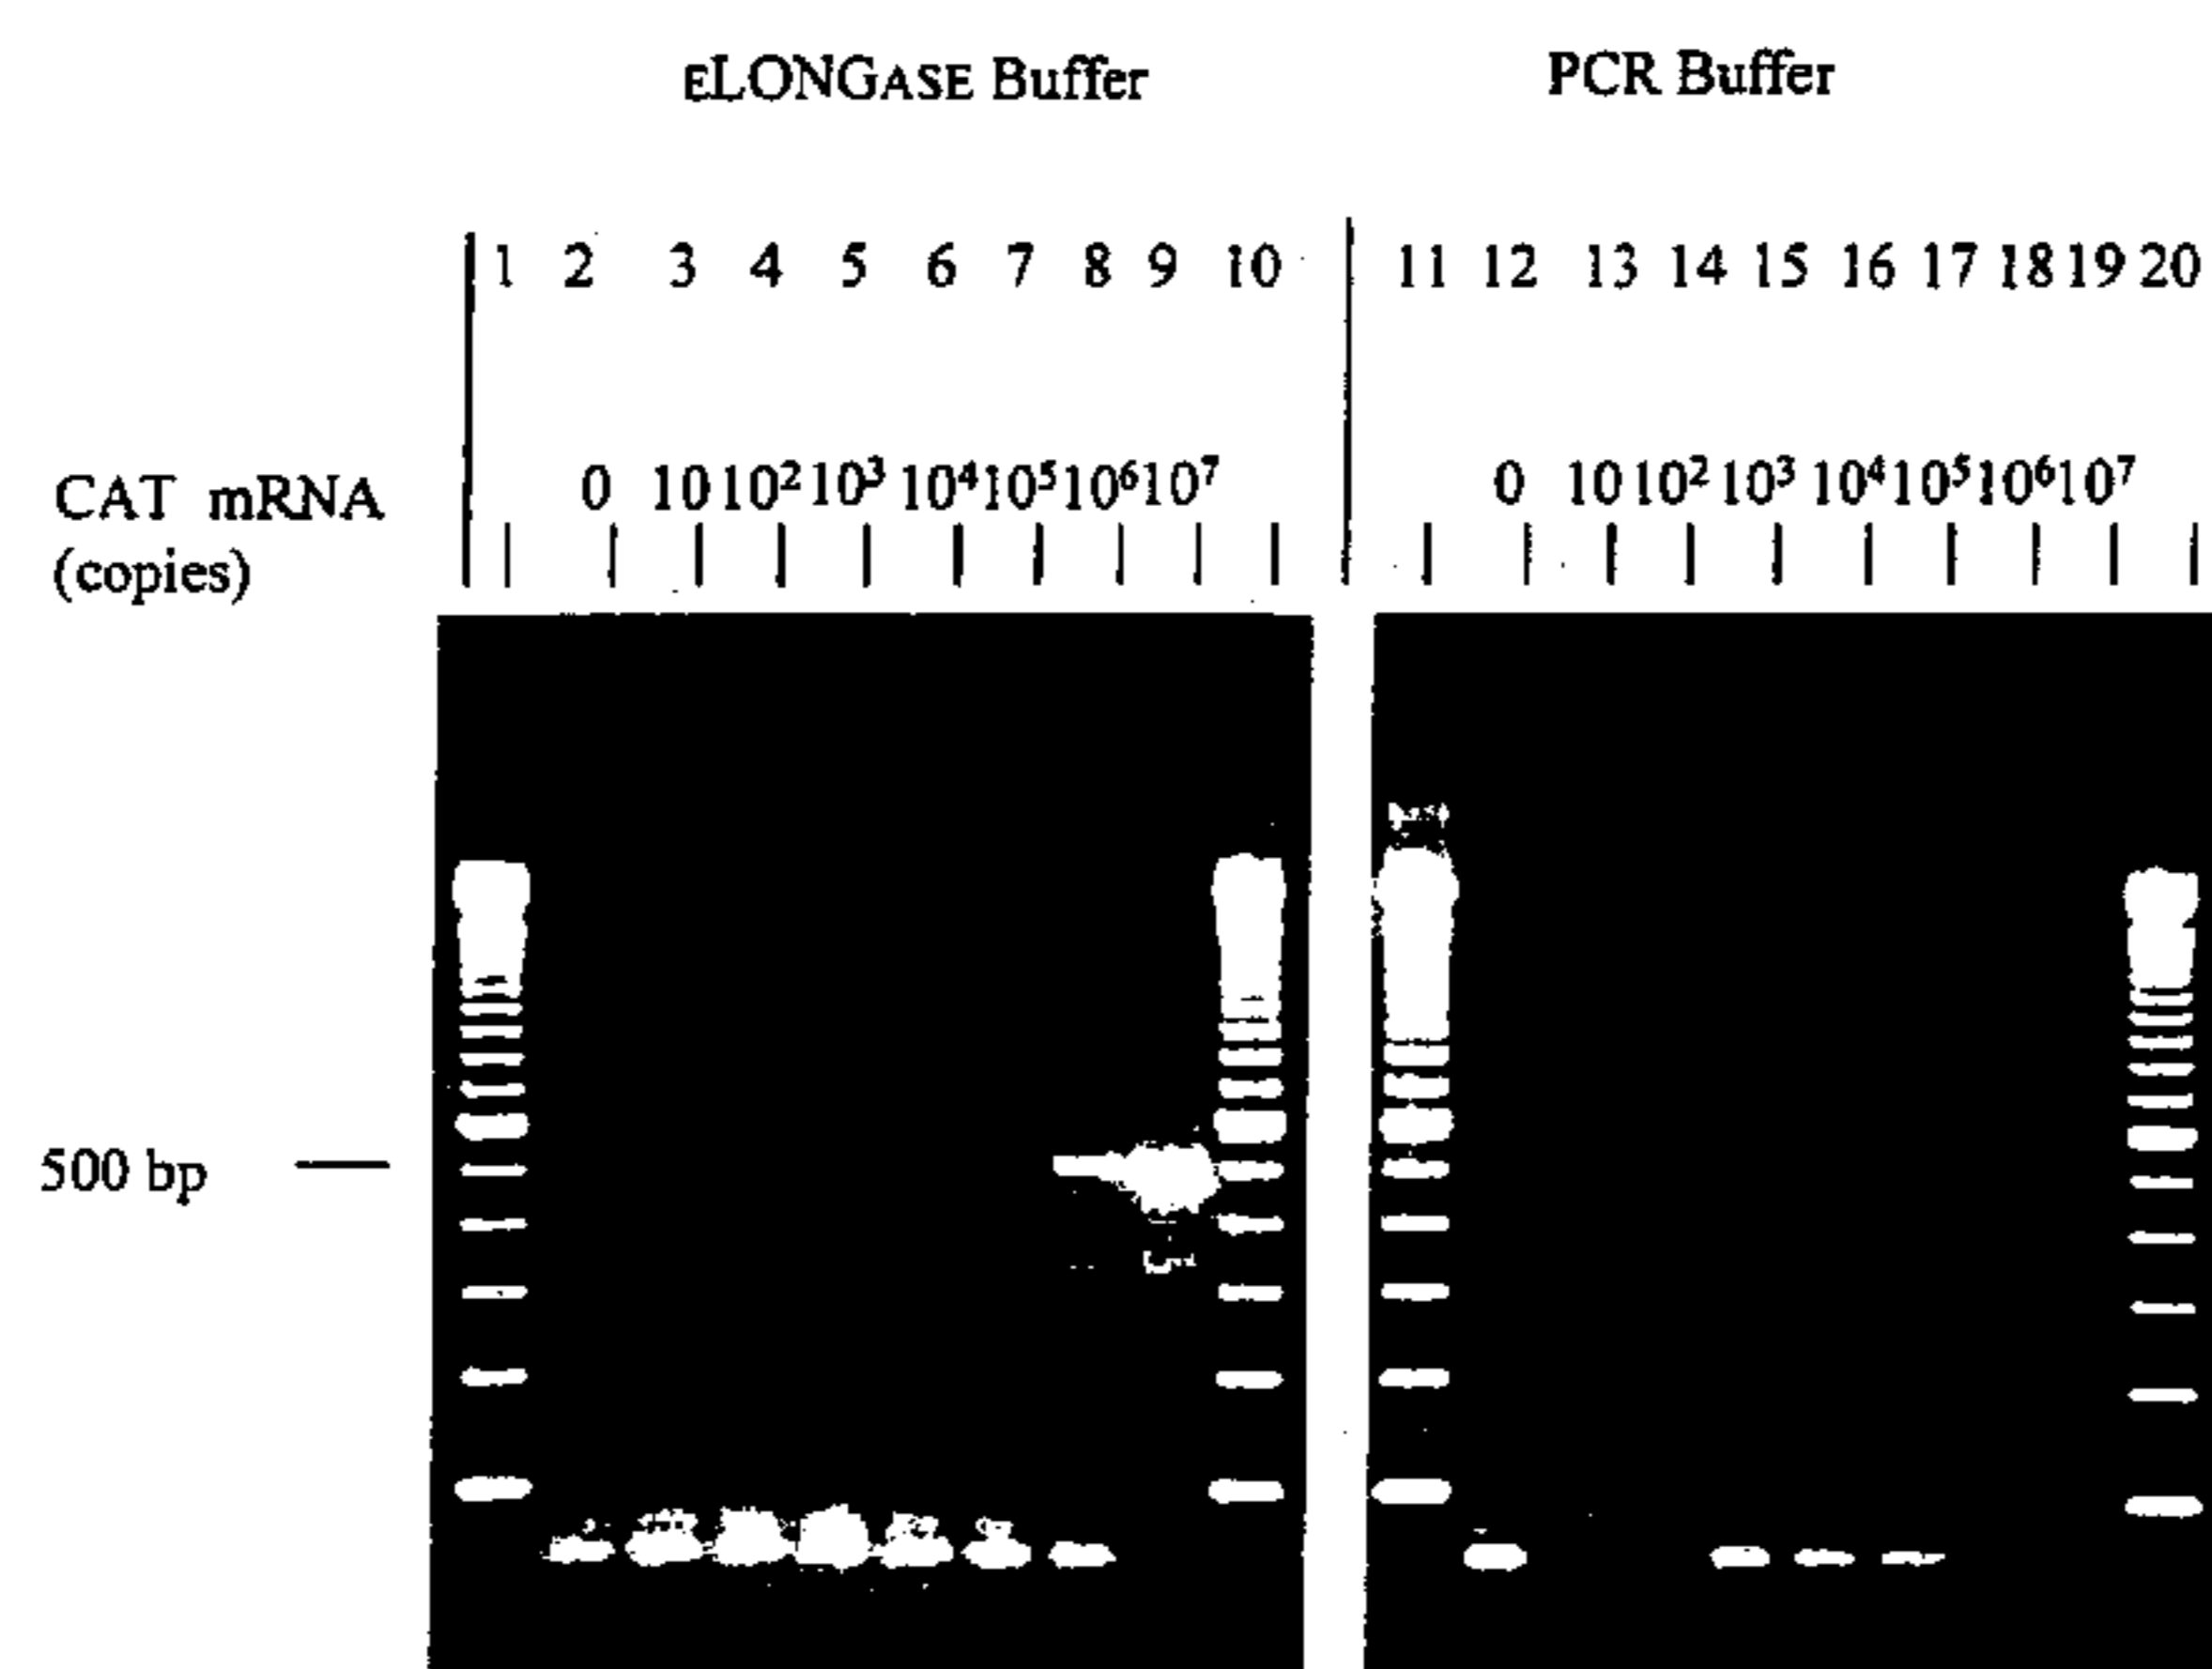 ELONGASE Buffer PCR Buffer
1 2 3 4 5 6 7 8 9 10 11 12 13 14 15 16 17 18 19 20
CAT mRNA 0 10 10² 10³ 10⁴ 10⁵ 10⁶ 10⁷ 0 10 10² 10³ 10⁴ 10⁵ 10⁶ 10⁷
(copies)
500 bp